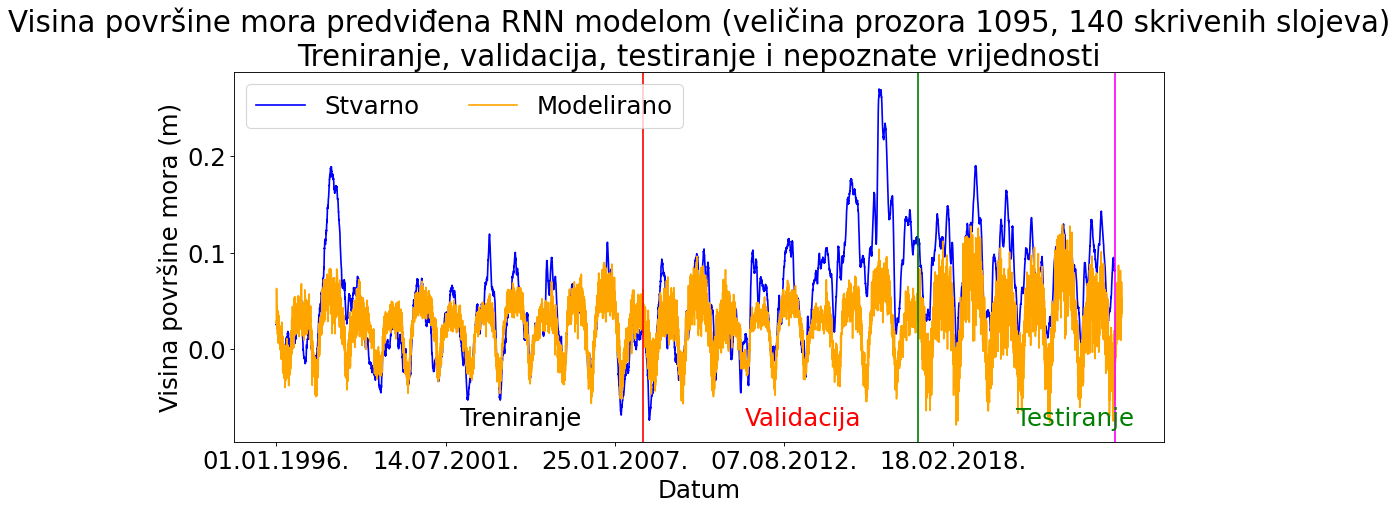 Visina površine mora predviđena RNN modelom (veličina prozora 1095, 140 skrivenih slojeva)
Treniranje, validacija, testiranje i nepoznate vrijednosti
Stvarno Modelirano
Visina površine mora (m)
0.2
0.1
0.0
Treniranje Validacija Testiranje
01.01.1996. 14.07.2001. 25.01.2007. 07.08.2012. 18.02.2018.
Datum